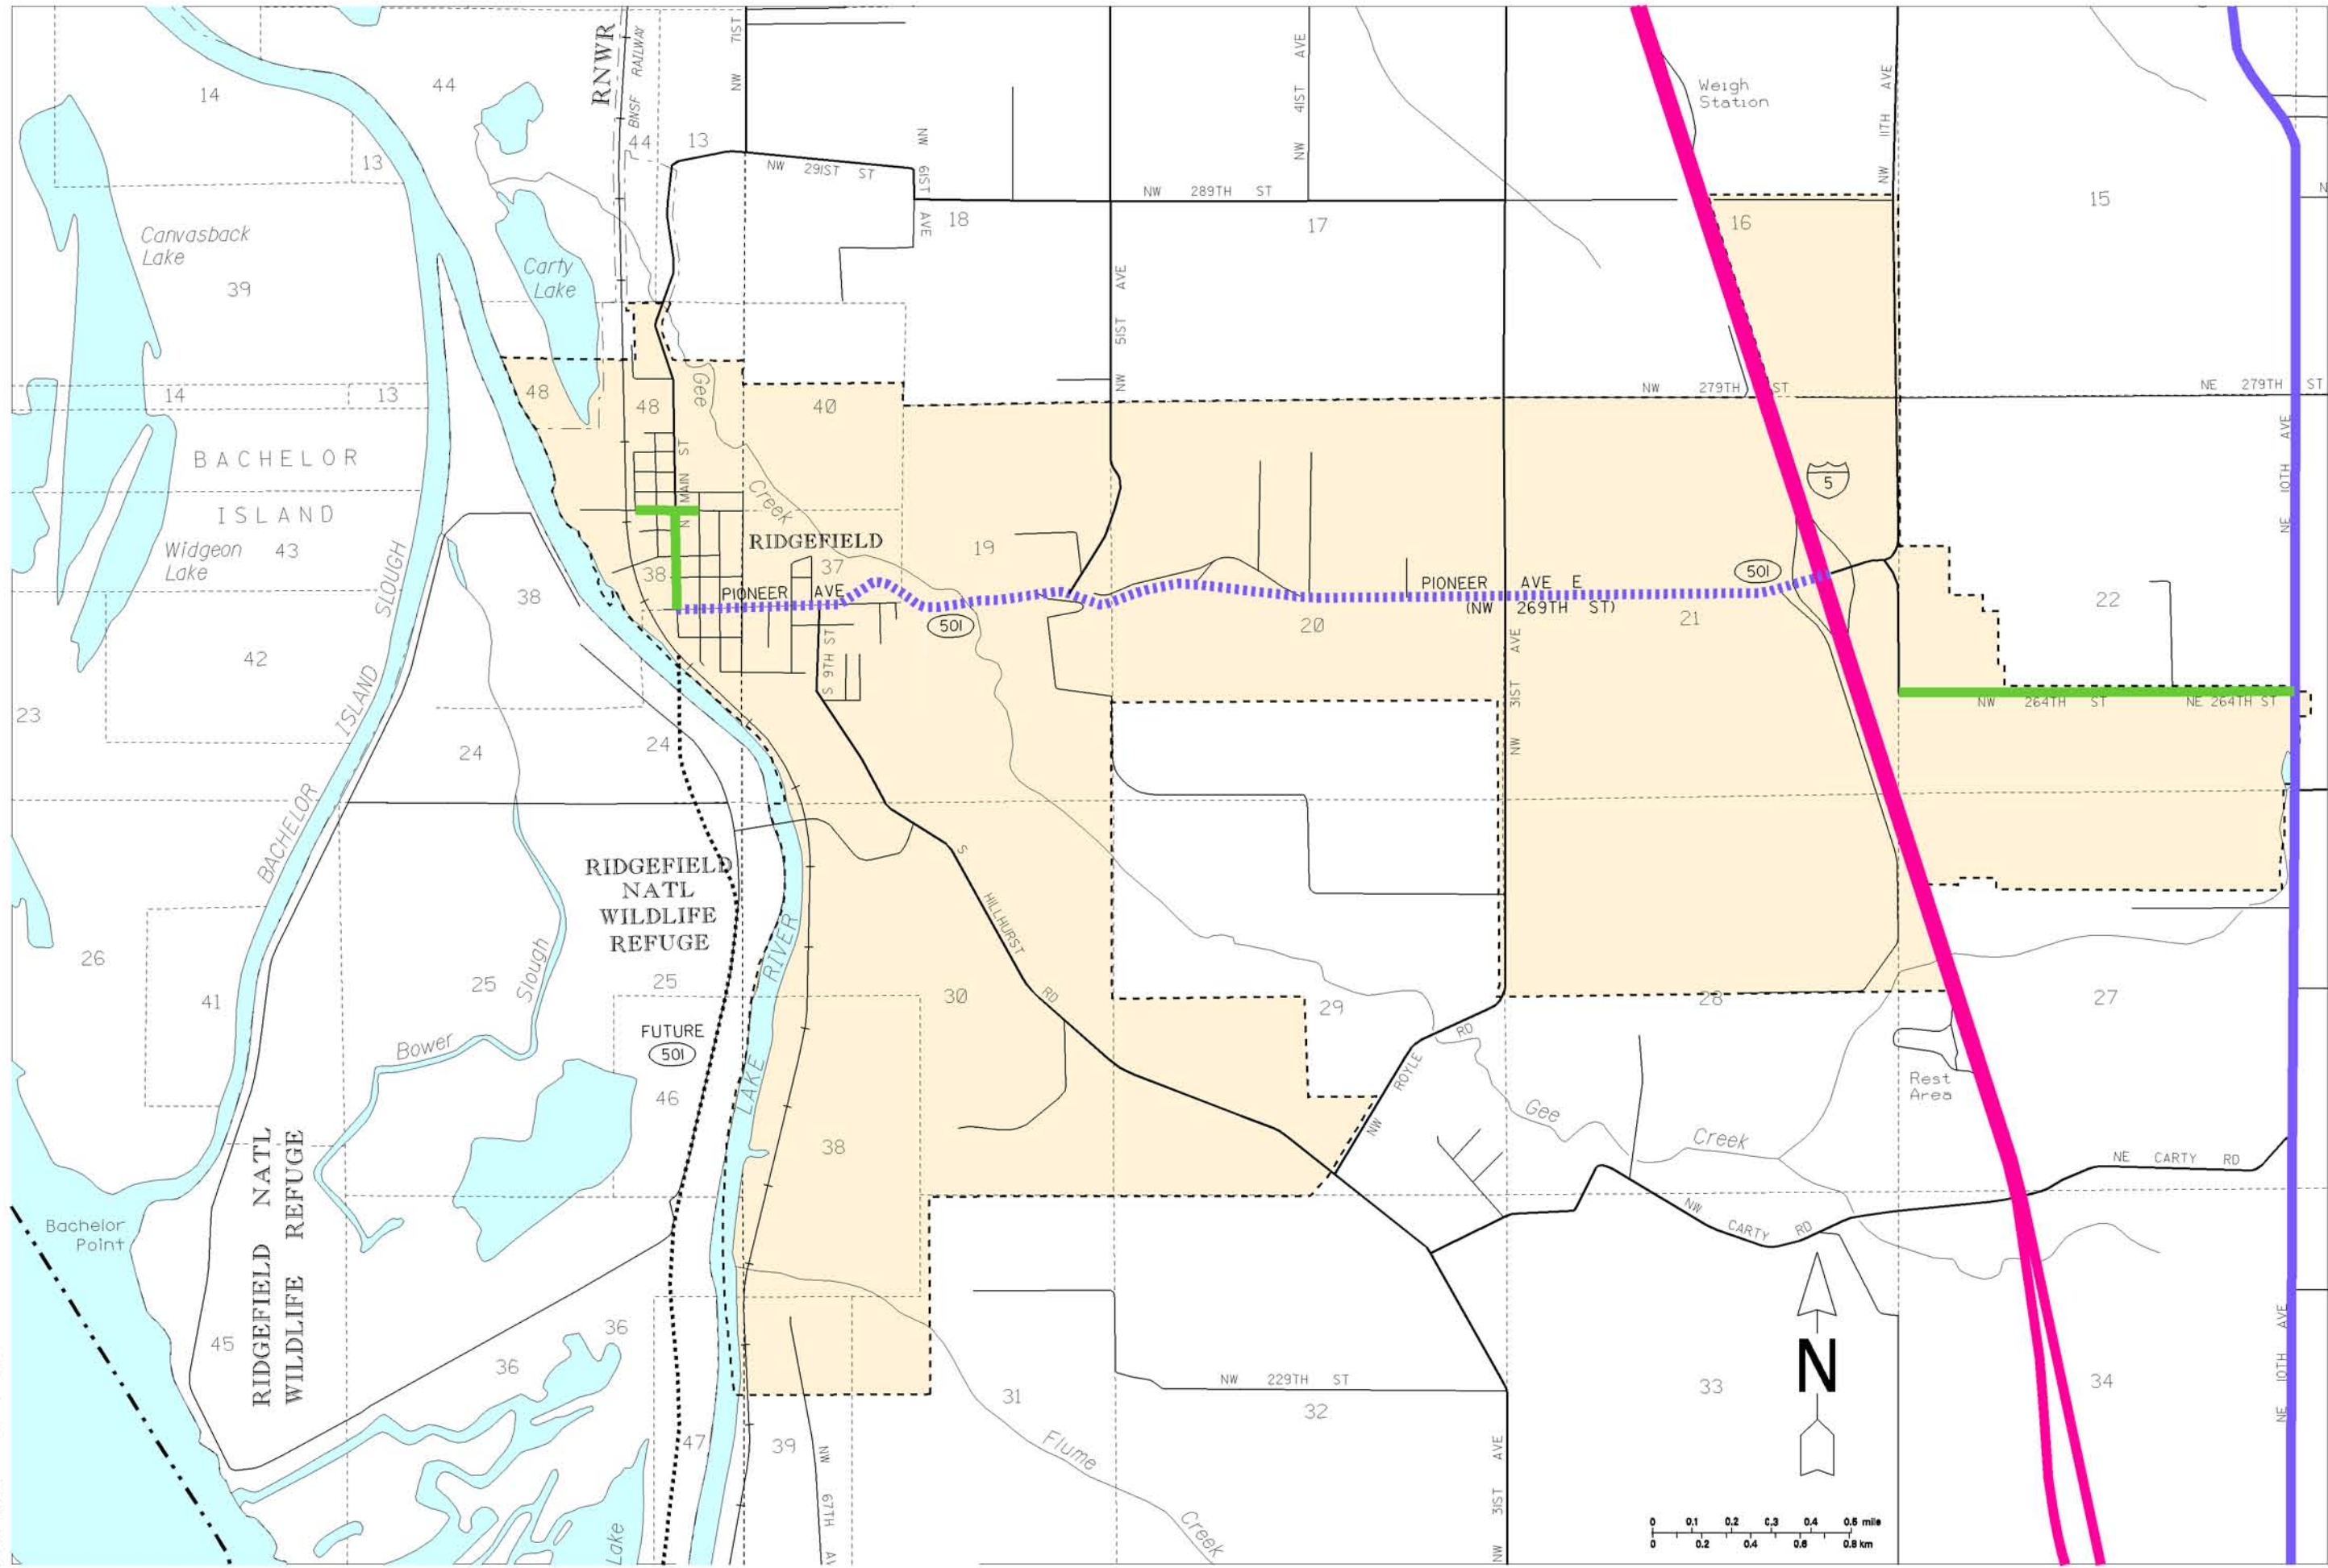 RNWR
BNSF RAILWAY
NW 71ST
NW 61ST AVE
NW 41ST AVE
Weigh
Station
NW 11TH AVE
14
44
44
13
13
NW 291ST ST
NW 289TH ST
15
18
17
16
Canvasback
Lake
39
Carty
Lake
NW 51ST AVE
14
13
48
48
40
Gee
Creek
NW 279TH ST
NE 279TH ST
BACHELOR
ISLAND
N MAIN ST
5
NE 10TH AVE
Widgeon
Lake
43
RIDGEFIELD
19
37
38
38
PIONEER AVE
501
PIONEER AVE E
(NW 269TH ST)
501
20
21
22
42
S 9TH ST
NW 31ST AVE
23
24
24
NW 264TH ST
NE 264TH ST
BACHELOR ISLAND SLOUGH
RIDGEFIELD
NATL
WILDLIFE
REFUGE
S HILLHURST RD
26
41
25
Slough
25
LAKE RIVER
30
29
28
27
FUTURE
501
Bower
46
NW ROYLE RD
Rest
Area
Gee
Creek
38
NE CARTY RD
NW CARTY RD
Bachelor
Point
RIDGEFIELD NATL
WILDLIFE REFUGE
45
36
36
N
NE 10TH AVE
NW 229TH ST
31
32
33
34
47
39
NW 67TH AV
Flume
Creek
NW 31ST AVE
Lake
0 0.1 0.2 0.3 0.4 0.5 mile
0 0.2 0.4 0.6 0.8 km